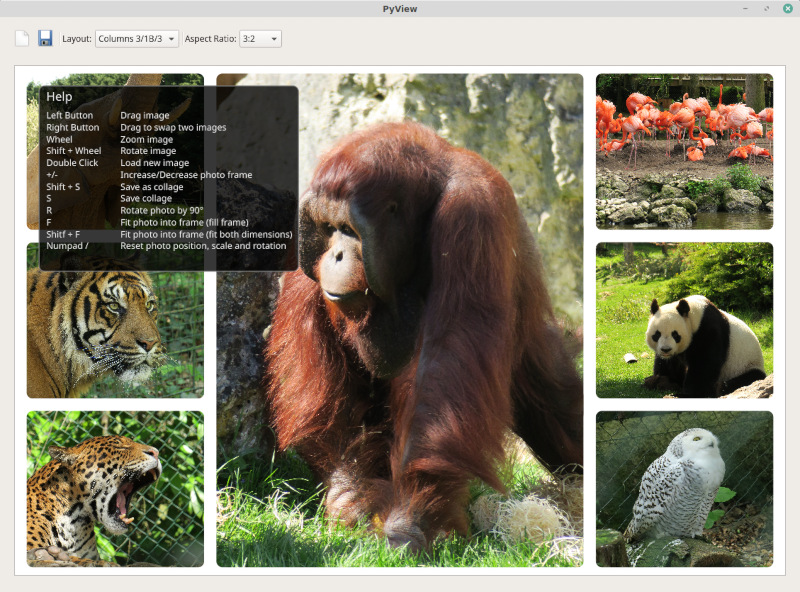 PyView
Layout: Columns 3/1B/3 Aspect Ratio: 3:2
Help
Left Button Drag image
Right Button Drag to swap two images
Wheel Zoom image
Shift + Wheel Rotate image
Double Click Load new image
+/- Increase/Decrease photo frame
Shift + S Save as collage
S Save collage
R Rotate photo by 90°
F Fit photo into frame (fill frame)
Shitf + F Fit photo into frame (fit both dimensions)
Numpad / Reset photo position, scale and rotation